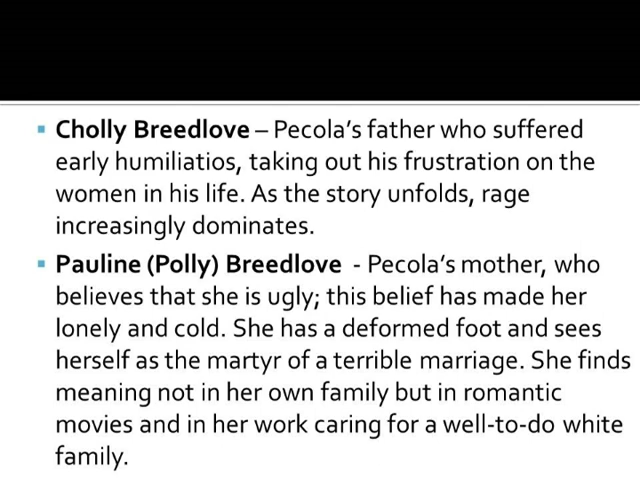 Cholly Breedlove – Pecola's father who suffered
early humiliatios, taking out his frustration on the
women in his life. As the story unfolds, rage
increasingly dominates.
Pauline (Polly) Breedlove - Pecola's mother, who
believes that she is ugly; this belief has made her
lonely and cold. She has a deformed foot and sees
herself as the martyr of a terrible marriage. She finds
meaning not in her own family but in romantic
movies and in her work caring for a well-to-do white
family.